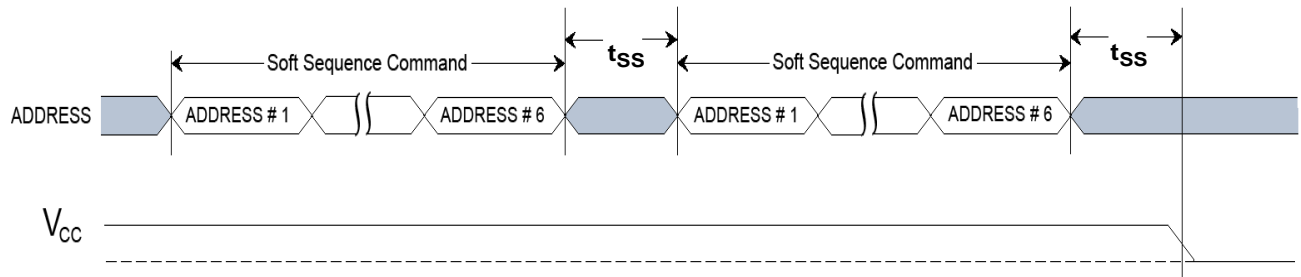 tSS tSS
Soft Sequence Command Soft Sequence Command
ADDRESS ADDRESS # 1 ADDRESS # 6 ADDRESS # 1 ADDRESS # 6
VCC